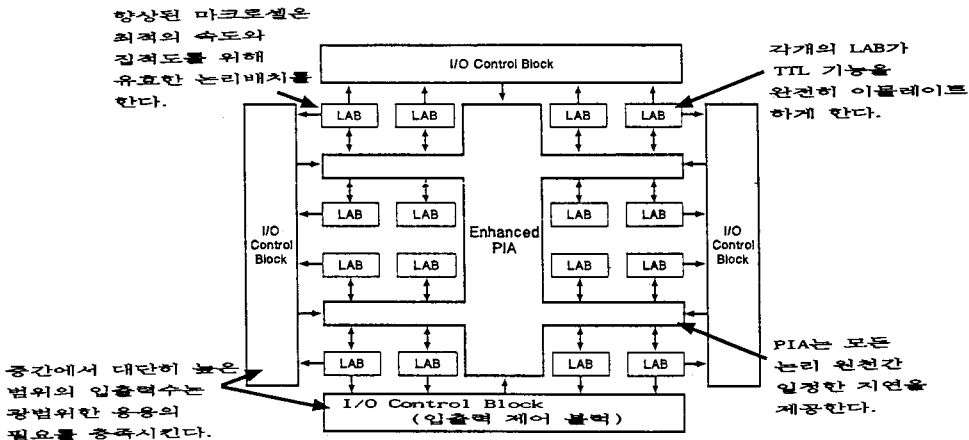 향상된 마크로셀은
최적의 속도와
집적도를 위해
유효한 논리배치를
한다.
I/O Control Block
각개의 LAB가
TTL 기능을
완전히 이뮬레이트
하게 한다.
LAB
LAB
LAB
LAB
I/O
Control
Block
LAB
LAB
Enhanced
PIA
LAB
LAB
I/O
Control
Block
LAB
LAB
LAB
LAB
LAB
LAB
LAB
LAB
중간에서 대단히 높은
범위의 입출력수는
광범위한 응용의
필요를 충족시킨다.
I/O Control Block
(입출력 제어 블럭)
PIA는 모든
논리 원천간
일정한 지연을
제공한다.